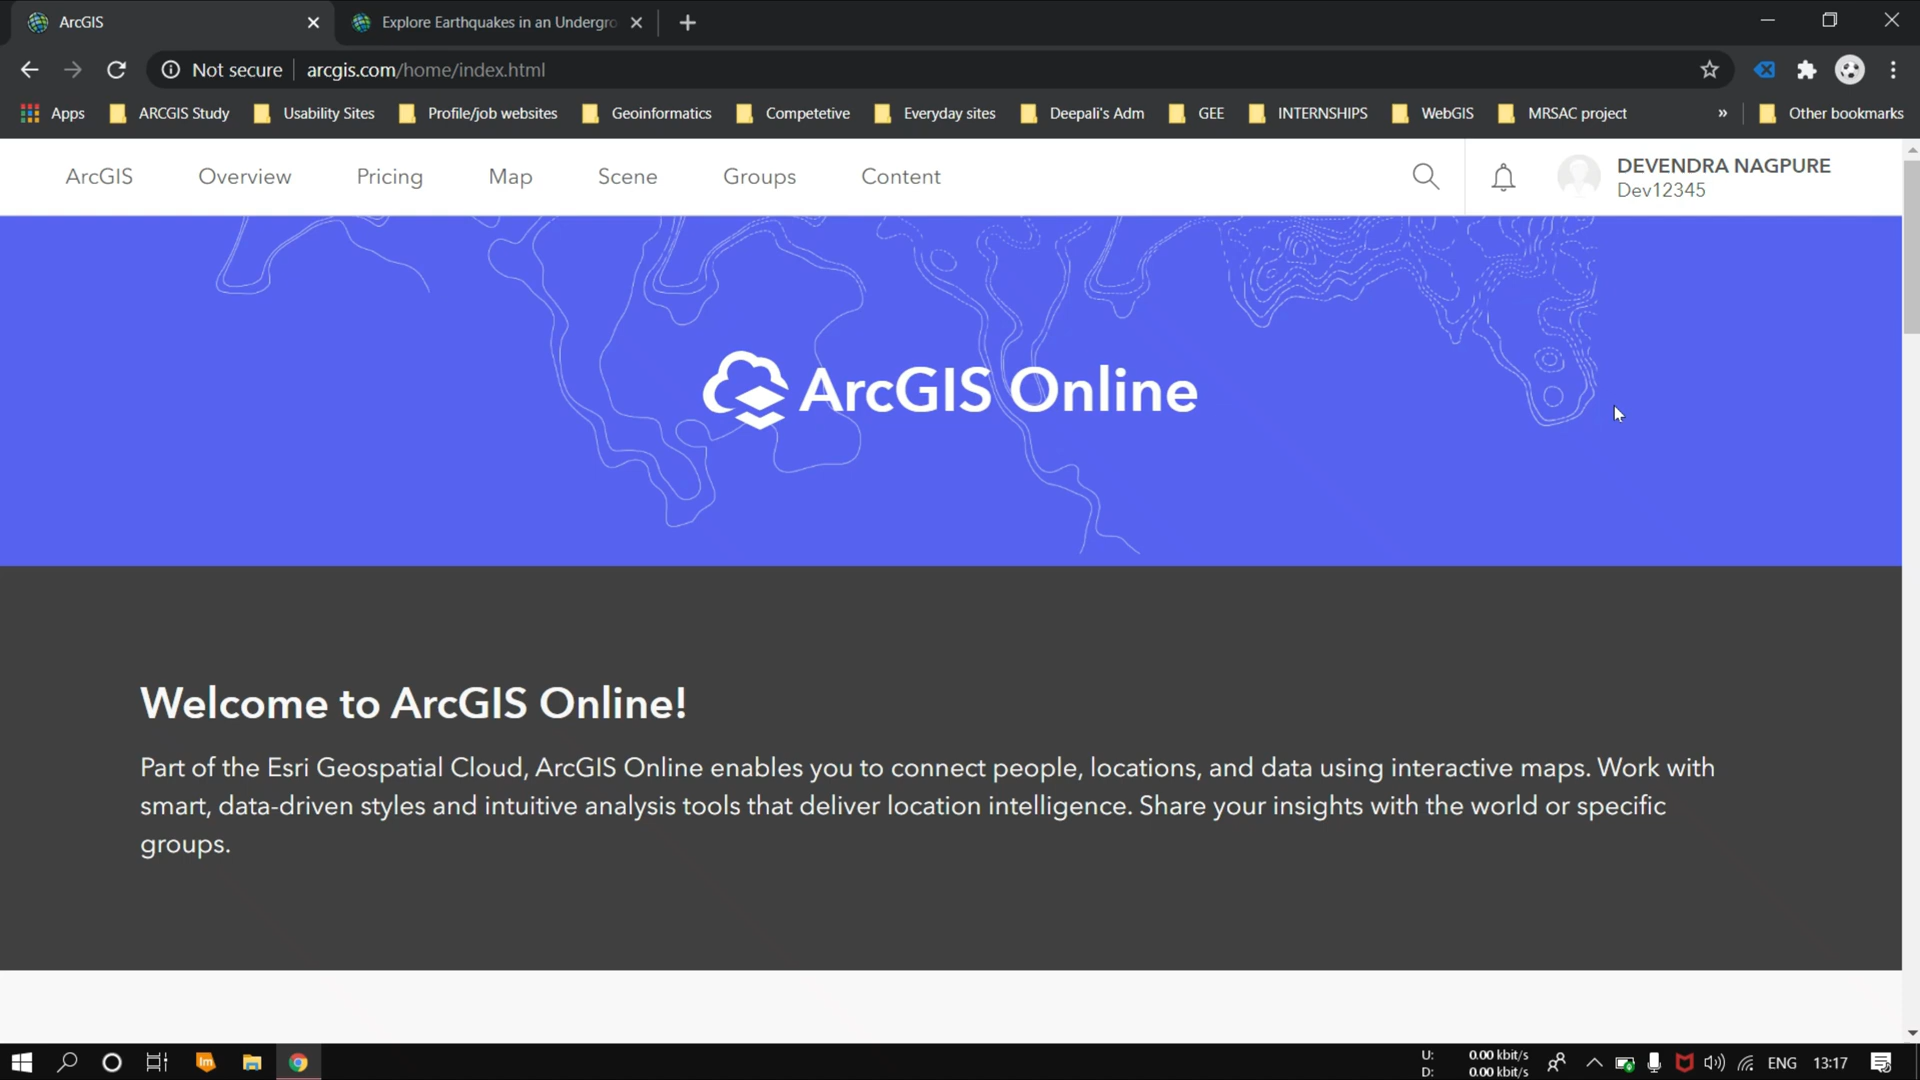 ArcGIS
Explore Earthquakes in an Undergro
Not secure
arcgis.com/home/index.html
Apps
ARCGIS Study
Usability Sites
Profile/job websites
Geoinformatics
Competetive
Everyday sites
Deepali's Adm
GEE
INTERNSHIPS
WebGIS
MRSAC project
»
Other bookmarks
ArcGIS
Overview
Pricing
Map
Scene
Groups
Content
DEVENDRA NAGPURE
Dev12345
ArcGIS Online
Welcome to ArcGIS Online!
Part of the Esri Geospatial Cloud, ArcGIS Online enables you to connect people, locations, and data using interactive maps. Work with
smart, data-driven styles and intuitive analysis tools that deliver location intelligence. Share your insights with the world or specific
groups.
Im
U: 0.00 kbit/s
D: 0.00 kbit/s
ENG
13:17